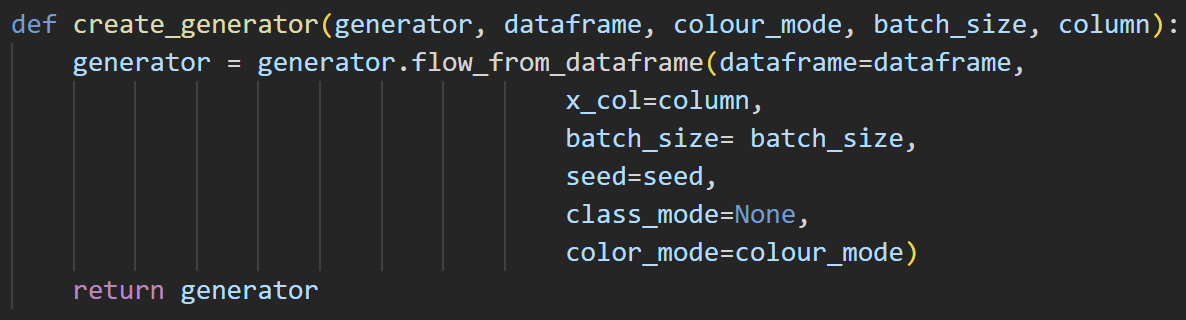 def create_generator(generator, dataframe, colour_mode, batch_size, column):
    generator = generator.flow_from_dataframe(dataframe=dataframe,
                                    x_col=column,
                                    batch_size= batch_size,
                                    seed=seed,
                                    class_mode=None,
                                    color_mode=colour_mode)
    return generator